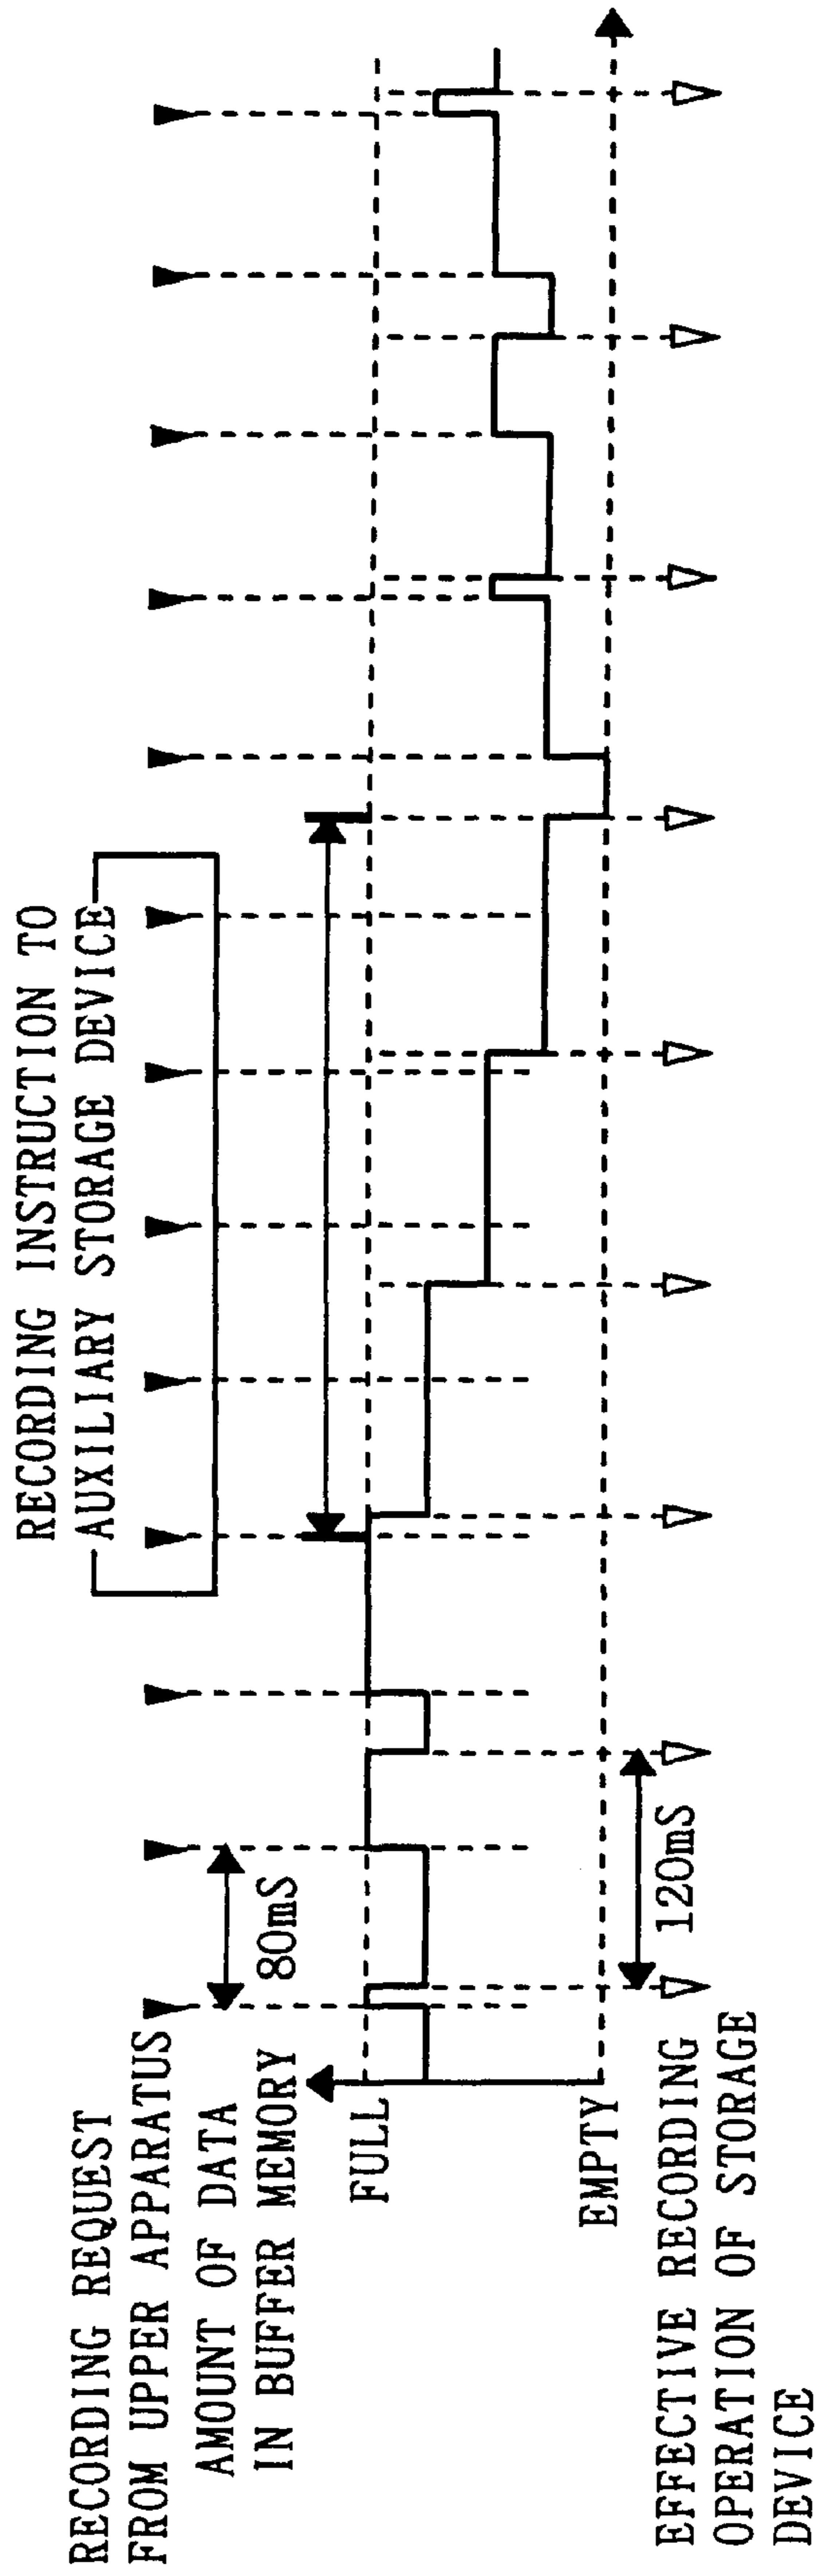 RECORDING INSTRUCTION TO
AUXILIARY STORAGE DEVICE
RECORDING REQUEST
FROM UPPER APPARATUS
80mS
AMOUNT OF DATA
IN BUFFER MEMORY
FULL
EMPTY
120mS
EFFECTIVE RECORDING
OPERATION OF STORAGE
DEVICE